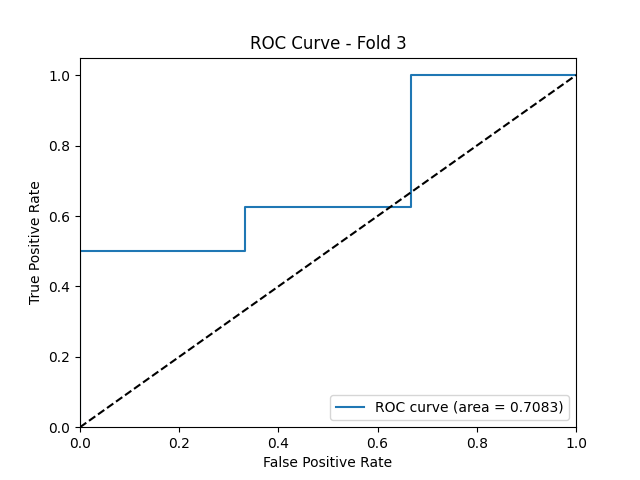 ROC Curve - Fold 3
True Positive Rate
1.0
0.8
0.6
0.4
0.2
0.0
ROC curve (area = 0.7083)
0.0 0.2 0.4 0.6 0.8 1.0
False Positive Rate